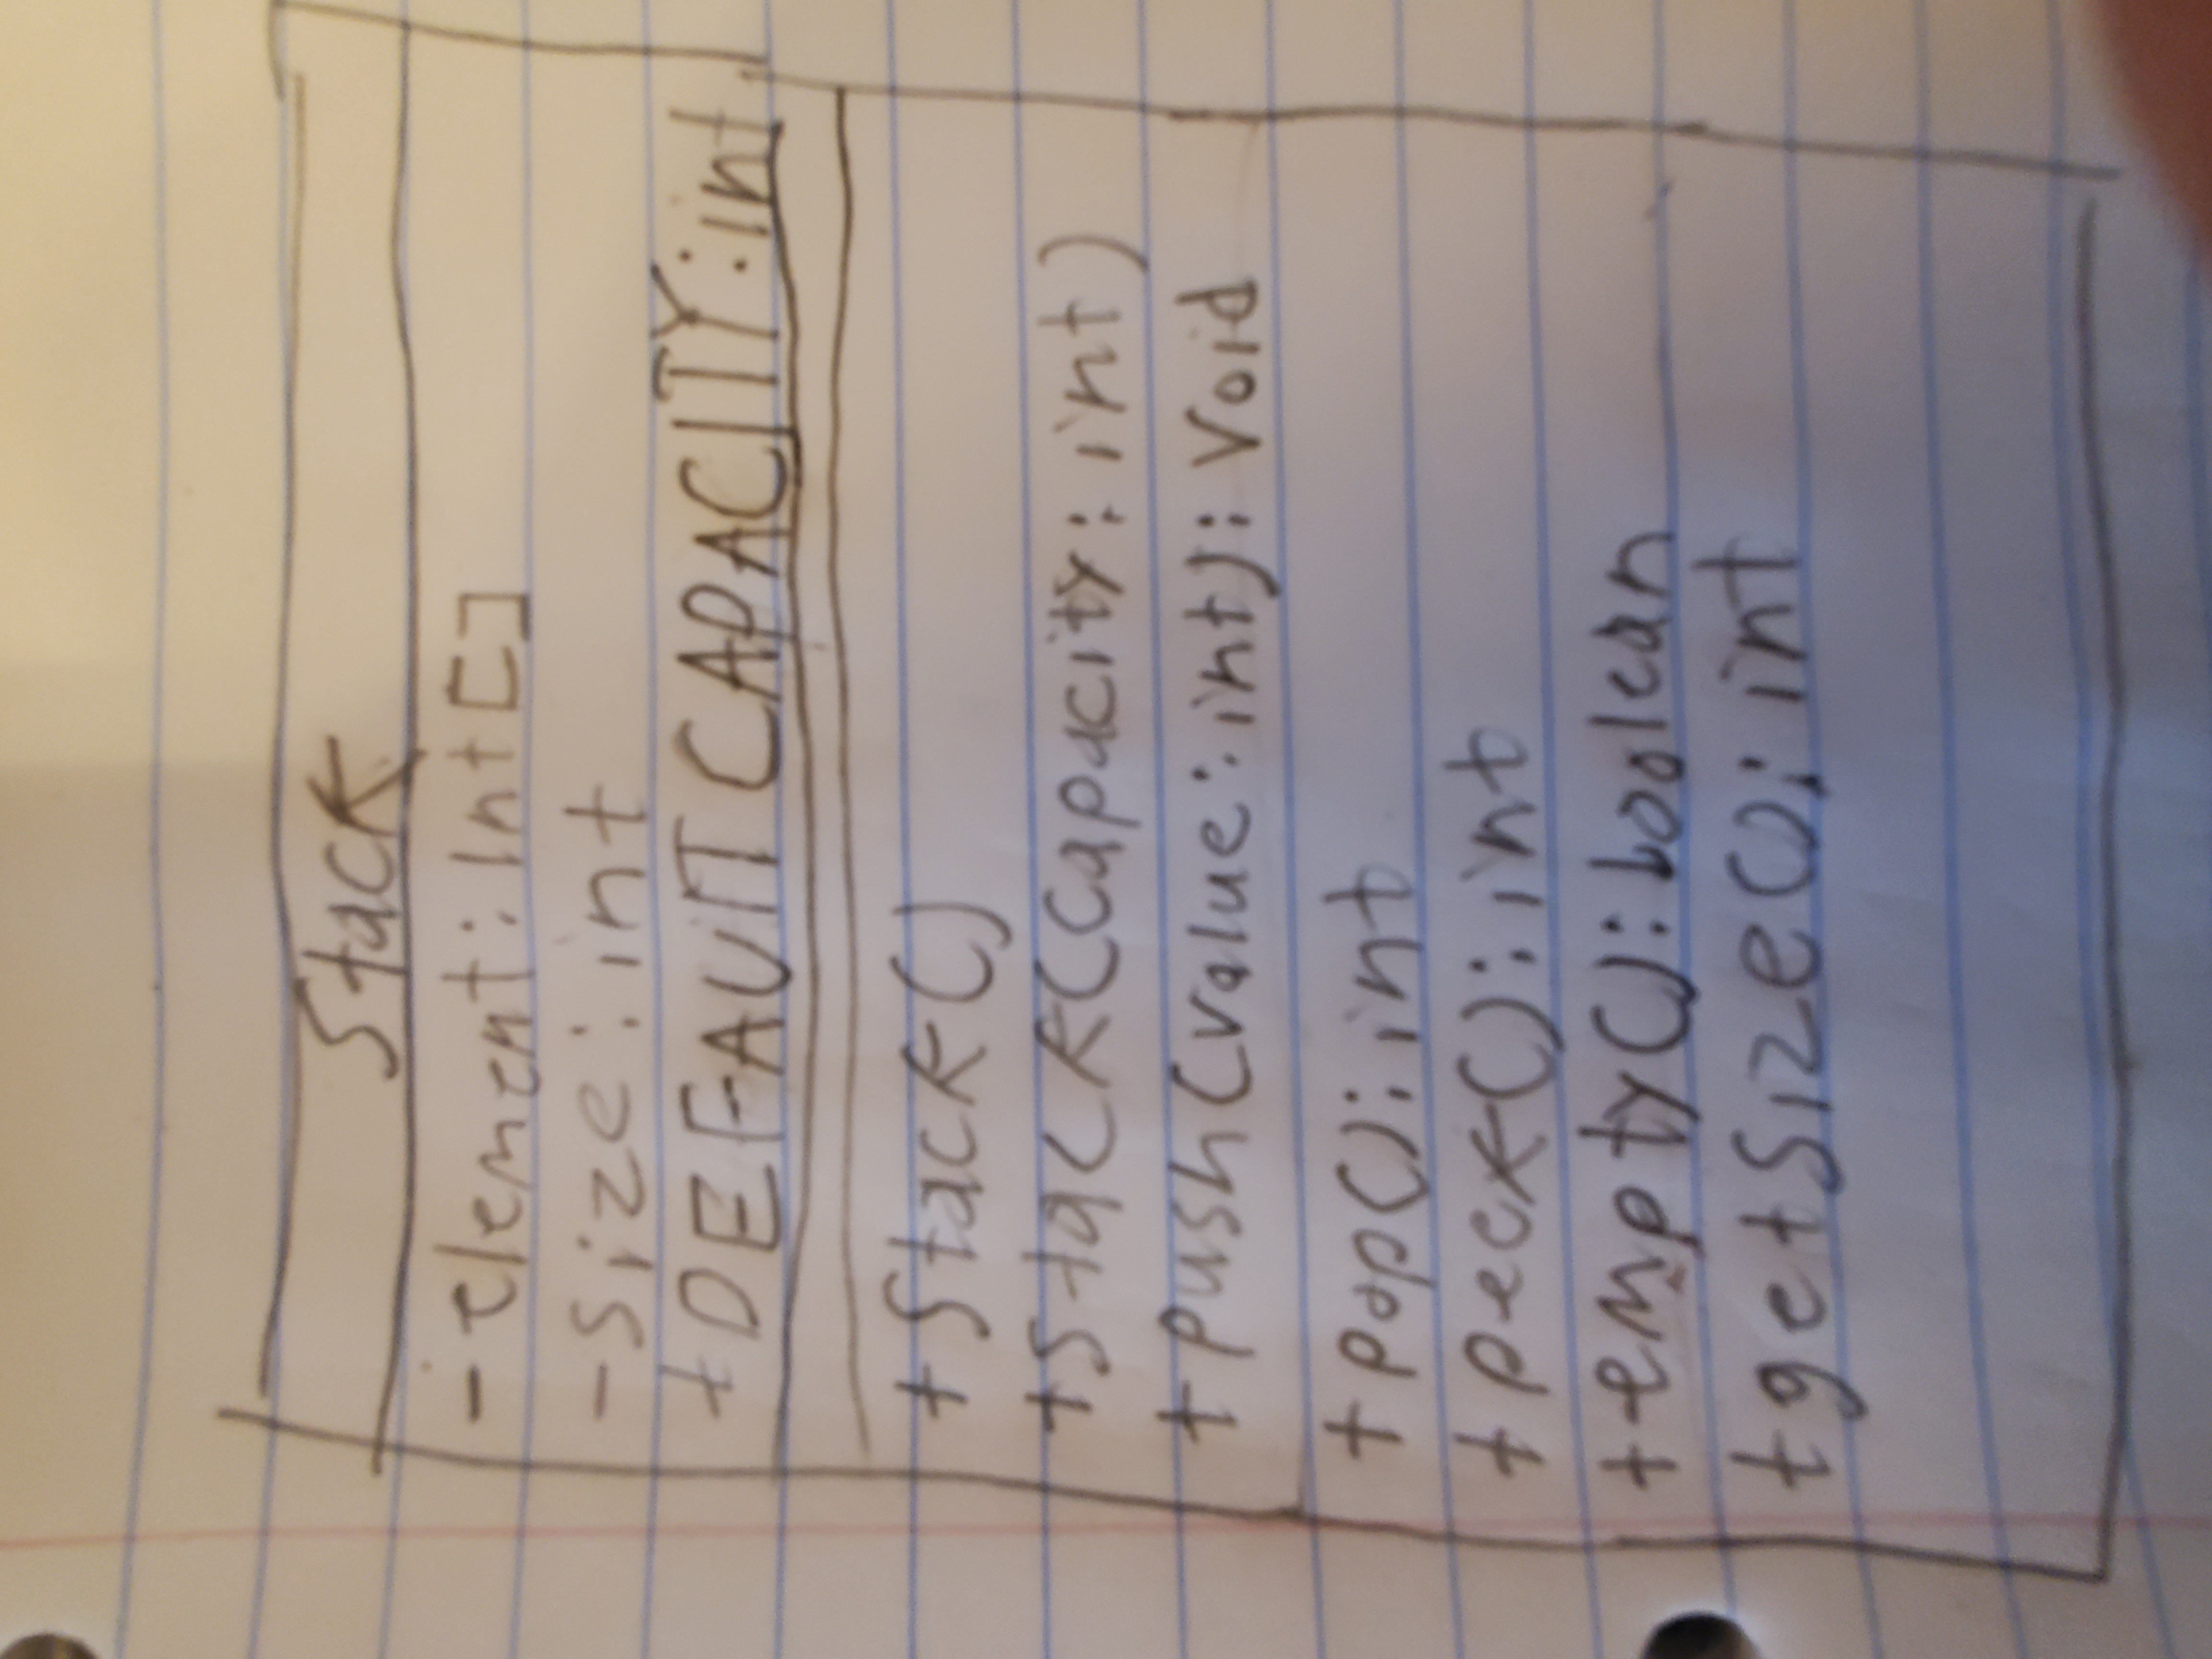 Stack
- element: Int[]
- size: int
+ DEFAULT CAPACITY: int
+ Stack()
+ Stack(Capacity: int)
+ push(value: int): Void
+ pop(): int
+ peek(): int
+ empty(): boolean
+ getSize(): int